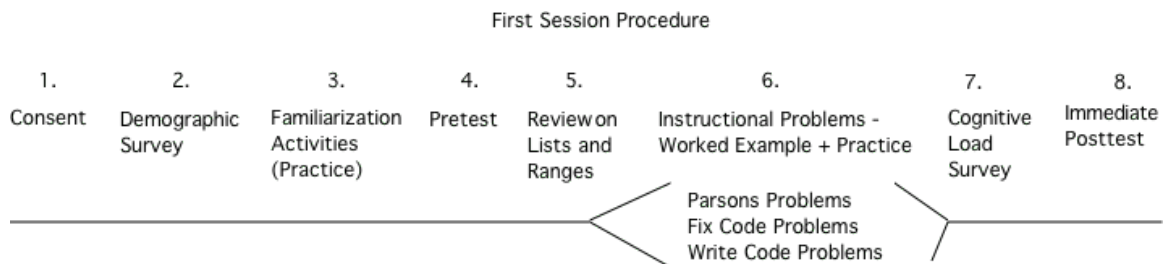 First Session Procedure
1.
Consent
2.
Demographic
Survey
3.
Familiarization
Activities
(Practice)
4.
Pretest
5.
Review on
Lists and
Ranges
6.
Instructional Problems -
Worked Example + Practice
Parsons Problems
Fix Code Problems
Write Code Problems
7.
Cognitive
Load
Survey
8.
Immediate
Posttest